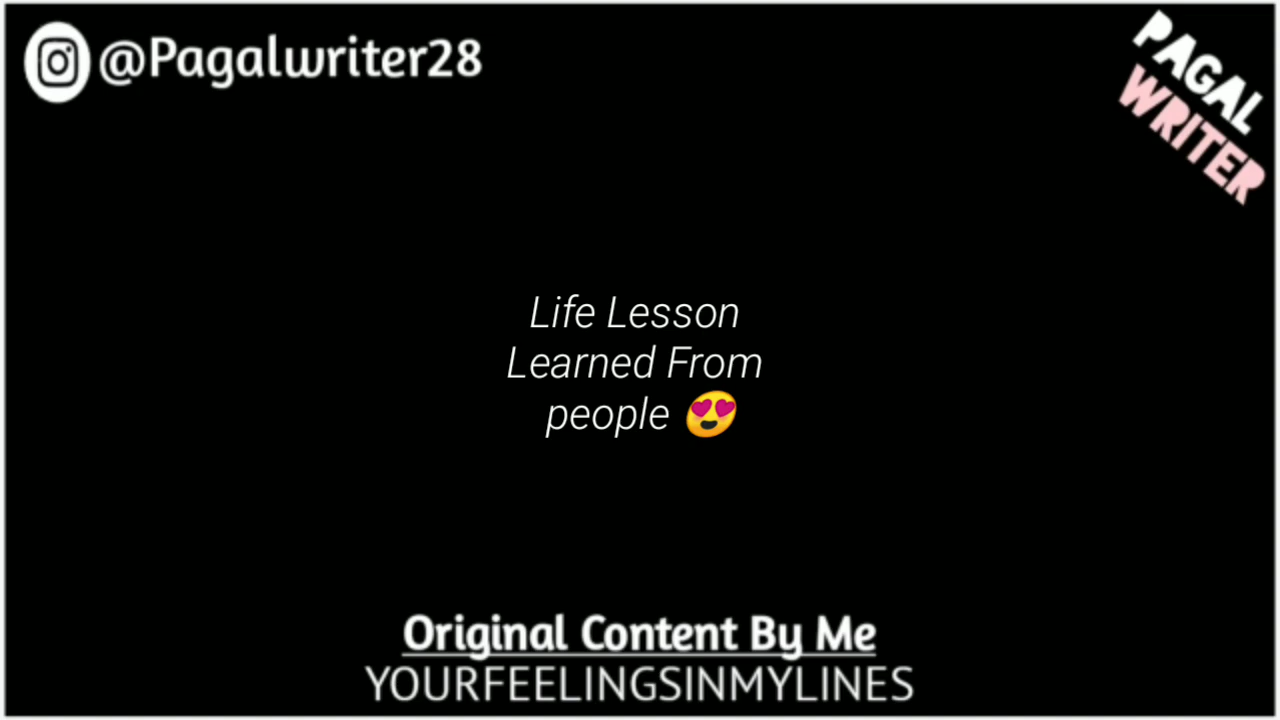 @Pagalwriter28
PAGAL
WRITER
Life Lesson
Learned From
people 😍
Original Content By Me
YOURFEELINGSINMYLINES